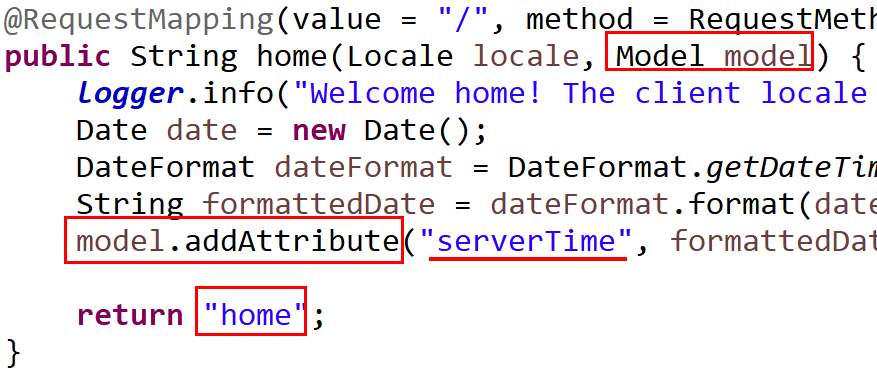 @RequestMapping(value = "/", method = RequestMeth
public String home(Locale locale, Model model) {
logger.info("Welcome home! The client locale
Date date = new Date();
DateFormat dateFormat = DateFormat.getDateTim
String formattedDate = dateFormat.format(date
model.addAttribute("serverTime", formattedDat
return "home";
}